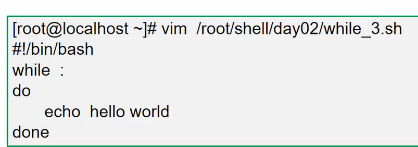 [root@localhost ~]# vim  /root/shell/day02/while_3.sh
#!/bin/bash
while  :
do
        echo  hello world
done